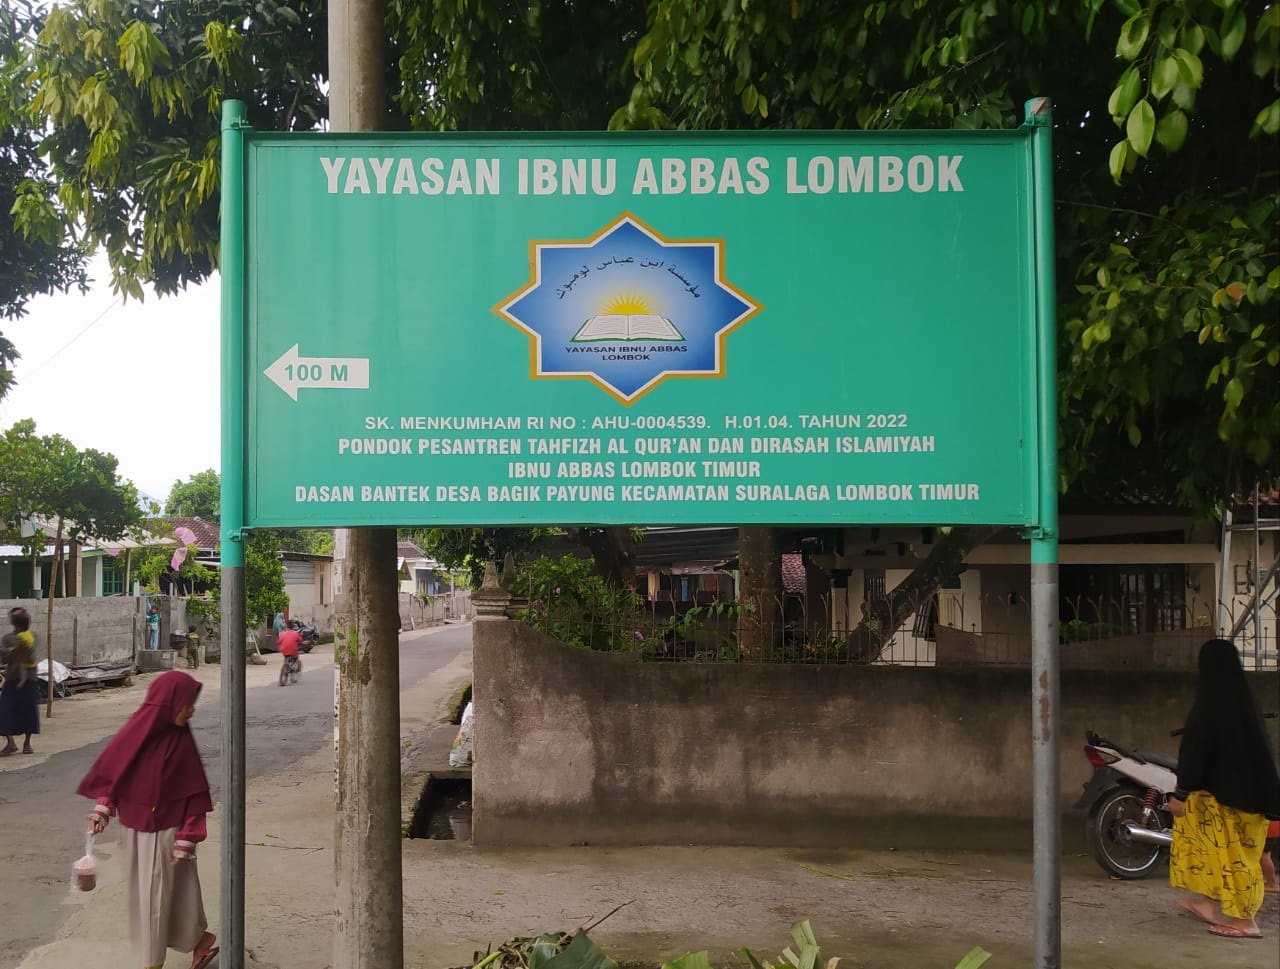 YAYASAN IBNU ABBAS LOMBOK
مؤسسة ابن عباس لومبوك
YAYASAN IBNU ABBAS
LOMBOK
100 M
SK. MENKUMHAM RI NO : AHU-0004539. H.01.04. TAHUN 2022
PONDOK PESANTREN TAHFIZH AL QUR'AN DAN DIRASAH ISLAMIYAH
IBNU ABBAS LOMBOK TIMUR
DASAN BANTEK DESA BAGIK PAYUNG KECAMATAN SURALAGA LOMBOK TIMUR